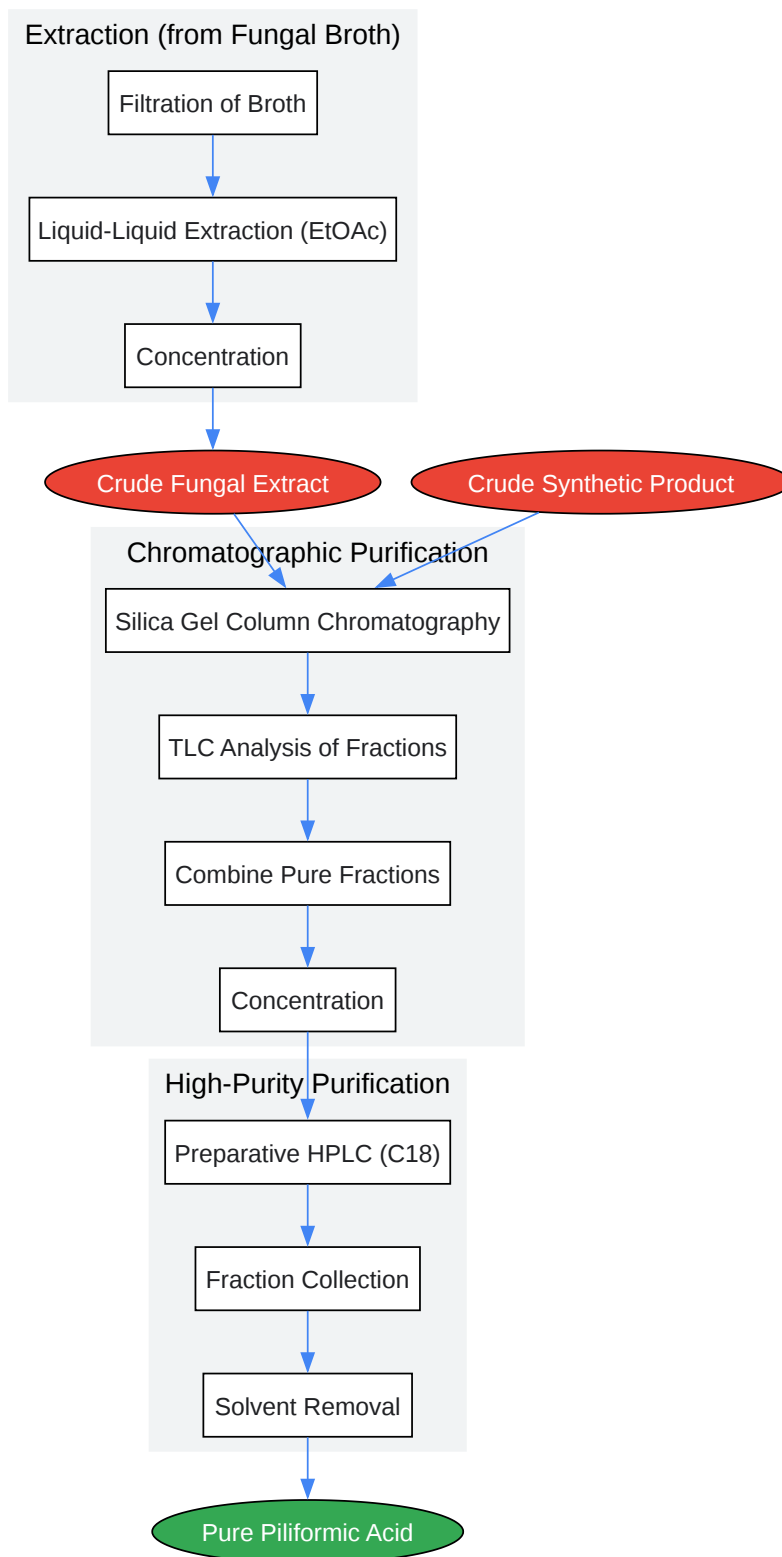 Extraction (from Fungal Broth)
Filtration of Broth
Liquid-Liquid Extraction (EtOAc)
Concentration
Crude Fungal Extract
Crude Synthetic Product
Chromatographic Purification
Silica Gel Column Chromatography
TLC Analysis of Fractions
Combine Pure Fractions
Concentration
High-Purity Purification
Preparative HPLC (C18)
Fraction Collection
Solvent Removal
Pure Piliformic Acid